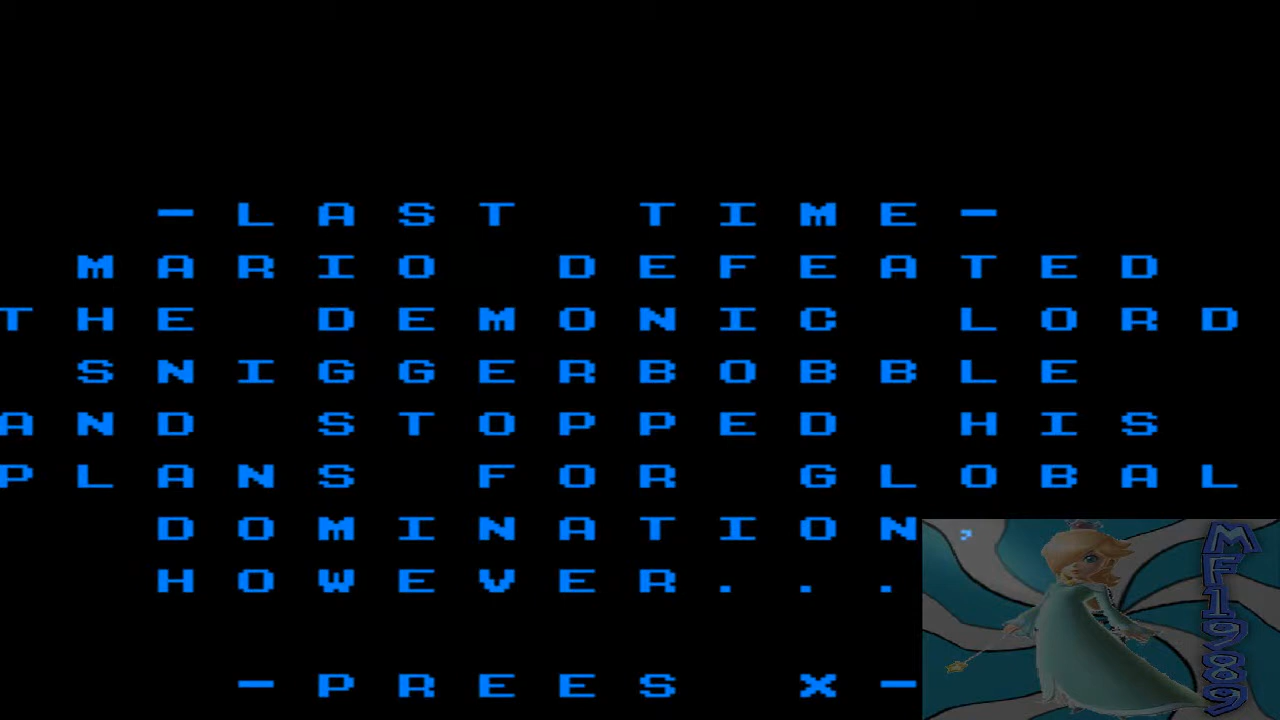 -LAST TIME-
MARIO DEFEATED
THE DEMONIC LORD
SNIGGERBOBBLE
AND STOPPED HIS
PLANS FOR GLOBAL
DOMINATION,
HOWEVER...
-PREES X-
MF1989